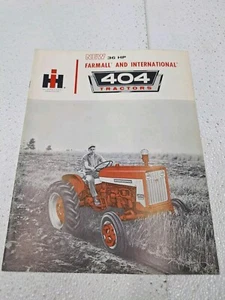 NEW 36 HP
FARMALL AND INTERNATIONAL
IH
404
TRACTORS